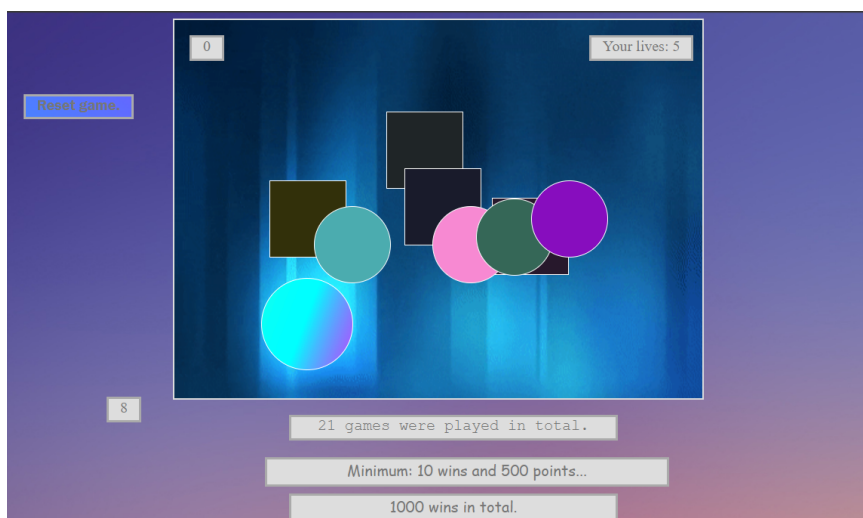 0
Your lives: 5
Reset game.
8
21 games were played in total.
Minimum: 10 wins and 500 points...
1000 wins in total.